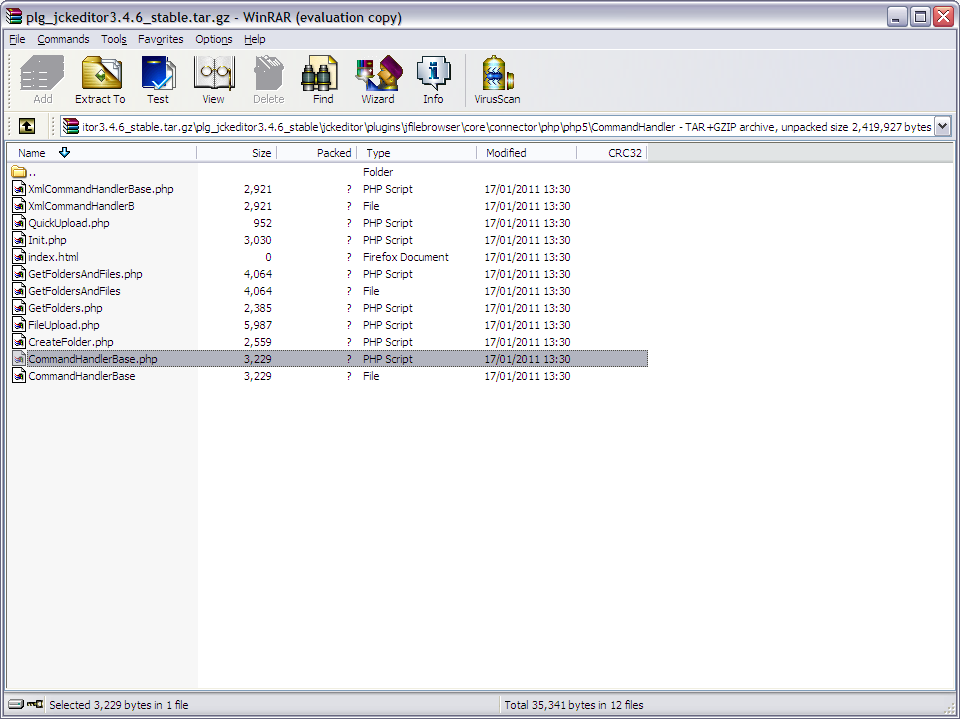 plg_jckeditor3.4.6_stable.tar.gz - WinRAR (evaluation copy)
File Commands Tools Favorites Options Help
Add Extract To Test View Delete Find Wizard Info VirusScan
itor3.4.6_stable.tar.gz\plg_jckeditor3.4.6_stable\jckeditor\plugins\jfilebrowser\core\connector\php\php5\CommandHandler - TAR+GZIP archive, unpacked size 2,419,927 bytes
Name Size Packed Type Modified CRC32
.. Folder
XmlCommandHandlerBase.php 2,921 ? PHP Script 17/01/2011 13:30
XmlCommandHandlerB 2,921 ? File 17/01/2011 13:30
QuickUpload.php 952 ? PHP Script 17/01/2011 13:30
Init.php 3,030 ? PHP Script 17/01/2011 13:30
index.html 0 ? Firefox Document 17/01/2011 13:30
GetFoldersAndFiles.php 4,064 ? PHP Script 17/01/2011 13:30
GetFoldersAndFiles 4,064 ? File 17/01/2011 13:30
GetFolders.php 2,385 ? PHP Script 17/01/2011 13:30
FileUpload.php 5,987 ? PHP Script 17/01/2011 13:30
CreateFolder.php 2,559 ? PHP Script 17/01/2011 13:30
CommandHandlerBase.php 3,229 ? PHP Script 17/01/2011 13:30
CommandHandlerBase 3,229 ? File 17/01/2011 13:30
Selected 3,229 bytes in 1 file Total 35,341 bytes in 12 files